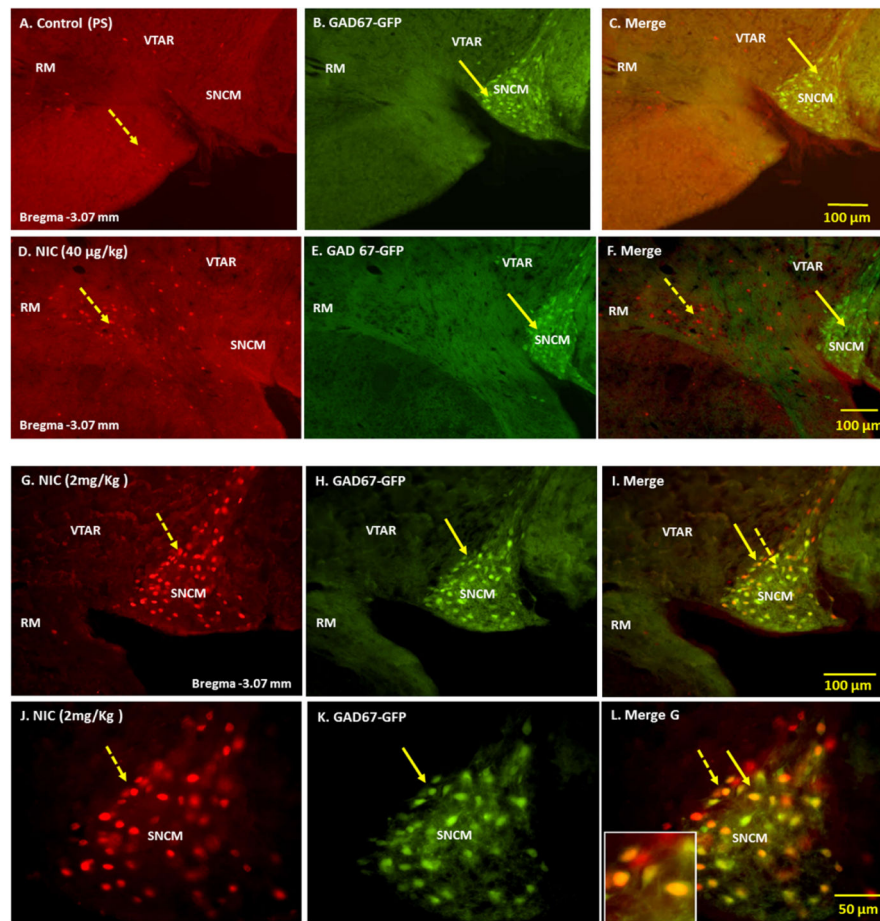 A. Control (PS)
VTAR
RM
SNCM
Bregma -3.07 mm
B. GAD67-GFP
VTAR
RM
SNCM
C. Merge
VTAR
RM
SNCM
100 µm
D. NIC (40 µg/kg)
VTAR
RM
SNCM
Bregma -3.07 mm
E. GAD 67-GFP
VTAR
RM
SNCM
F. Merge
VTAR
RM
SNCM
100 µm
G. NIC (2mg/Kg )
VTAR
SNCM
RM
Bregma -3.07 mm
H. GAD67-GFP
VTAR
SNCM
RM
I. Merge
VTAR
SNCM
RM
100 µm
J. NIC (2mg/Kg )
SNCM
K. GAD67-GFP
SNCM
L. Merge G
SNCM
50 µm